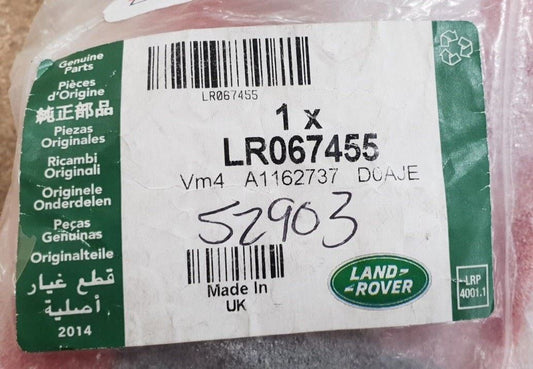 Genuine
Parts
Pièces
d'Origine
純正部品
Piezas
Originales
Ricambi
Originali
Originele
Onderdelen
Peças
Genuinas
Originalteile
قطع غيار
أصلية
2014
LR067455
1 x
LR067455
Vm4 A1162737 D0AJE
52903
Made In
UK
LAND-
ROVER
LRP
4001.1